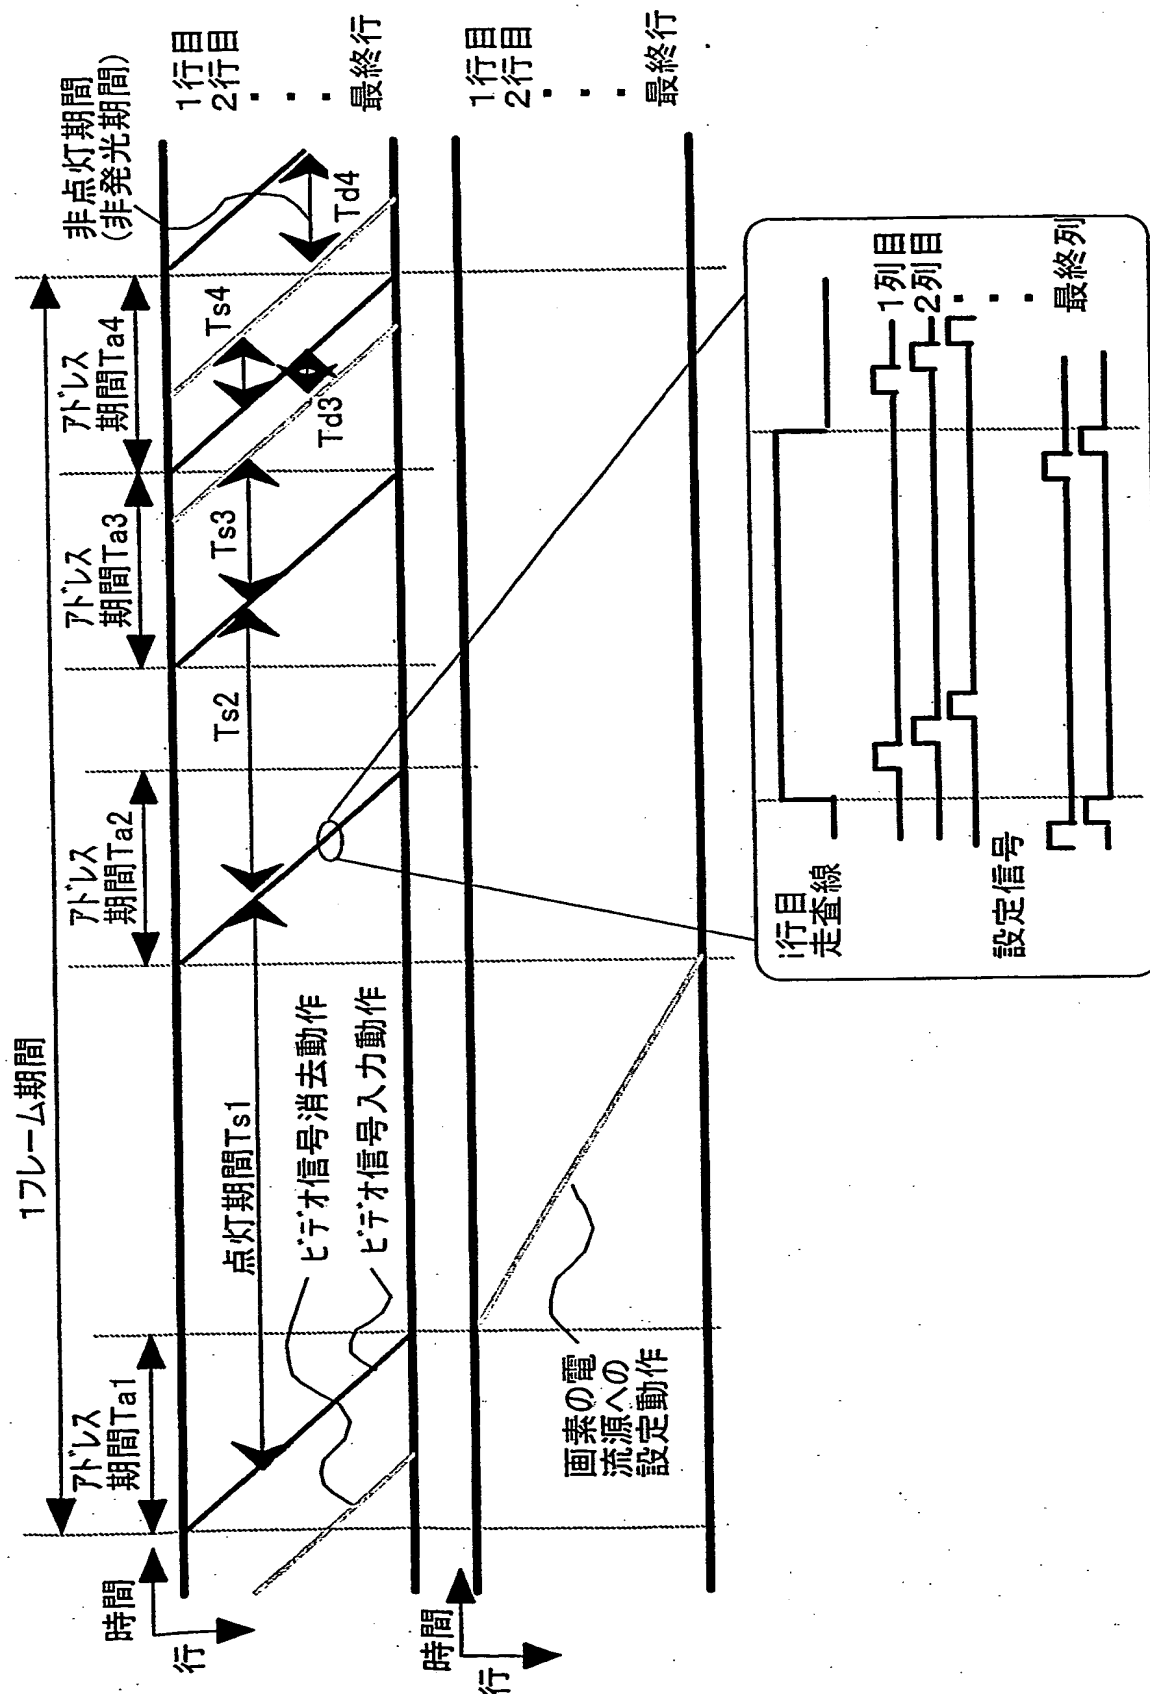 1フレーム期間
アドレス
期間Ta1
アドレス
期間Ta2
アドレス
期間Ta3
アドレス
期間Ta4
非点灯期間
(非発光期間)
時間
行
点灯期間Ts1
Ts2
Ts3
Ts4
Td3
Td4
ビデオ信号消去動作
ビデオ信号入力動作
1行目
2行目
・
・
・
最終行
時間
行
画素の電
流源への
設定動作
1行目
2行目
・
・
・
最終行
i行目
走査線
設定信号
1列目
2列目
・
・
・
最終列